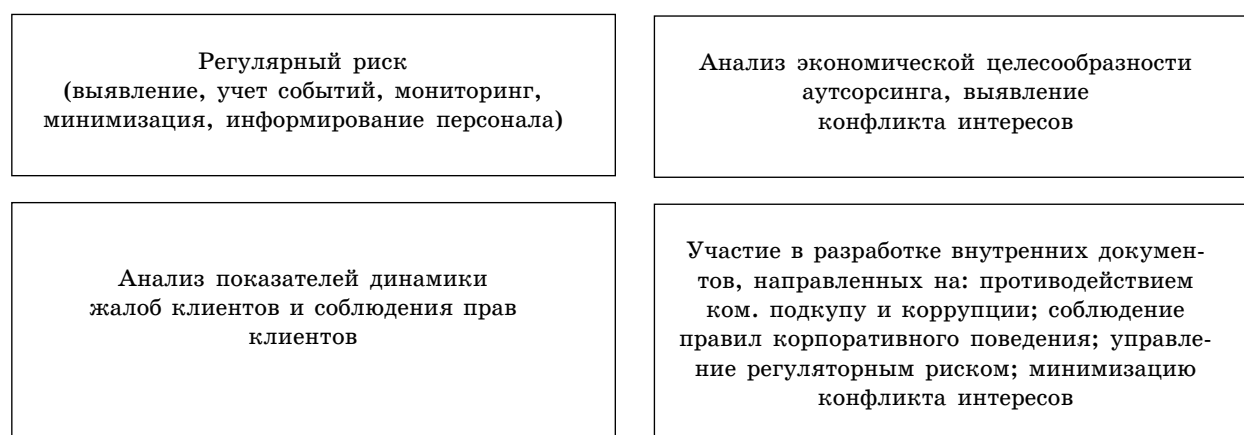 Регулярный риск
(выявление, учет событий, мониторинг,
минимизация, информирование персонала)
Анализ экономической целесообразности
аутсорсинга, выявление
конфликта интересов
Анализ показателей динамики
жалоб клиентов и соблюдения прав
клиентов
Участие в разработке внутренних докумен-
тов, направленных на: противодействием
ком. подкупу и коррупции; соблюдение
правил корпоративного поведения; управле-
ние регуляторным риском; минимизацию
конфликта интересов